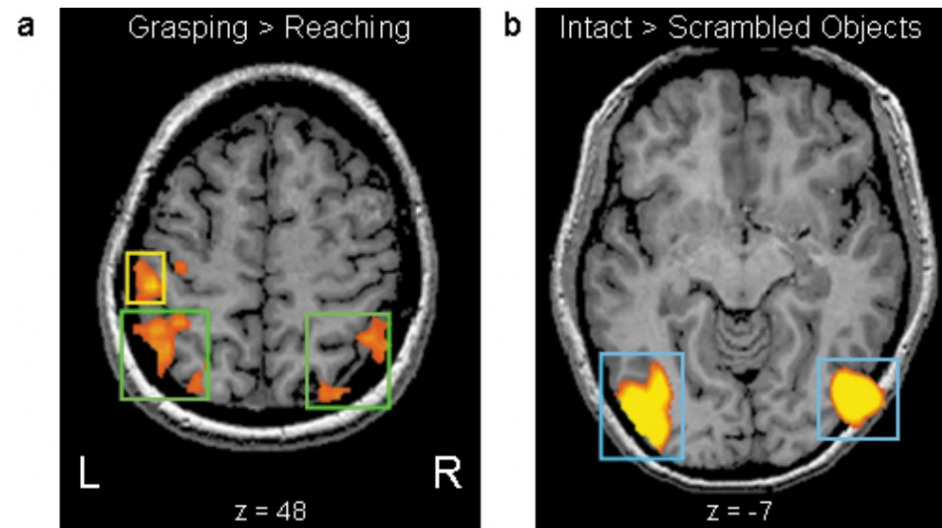 a
Grasping > Reaching
L
R
z = 48
b
Intact > Scrambled Objects
z = -7